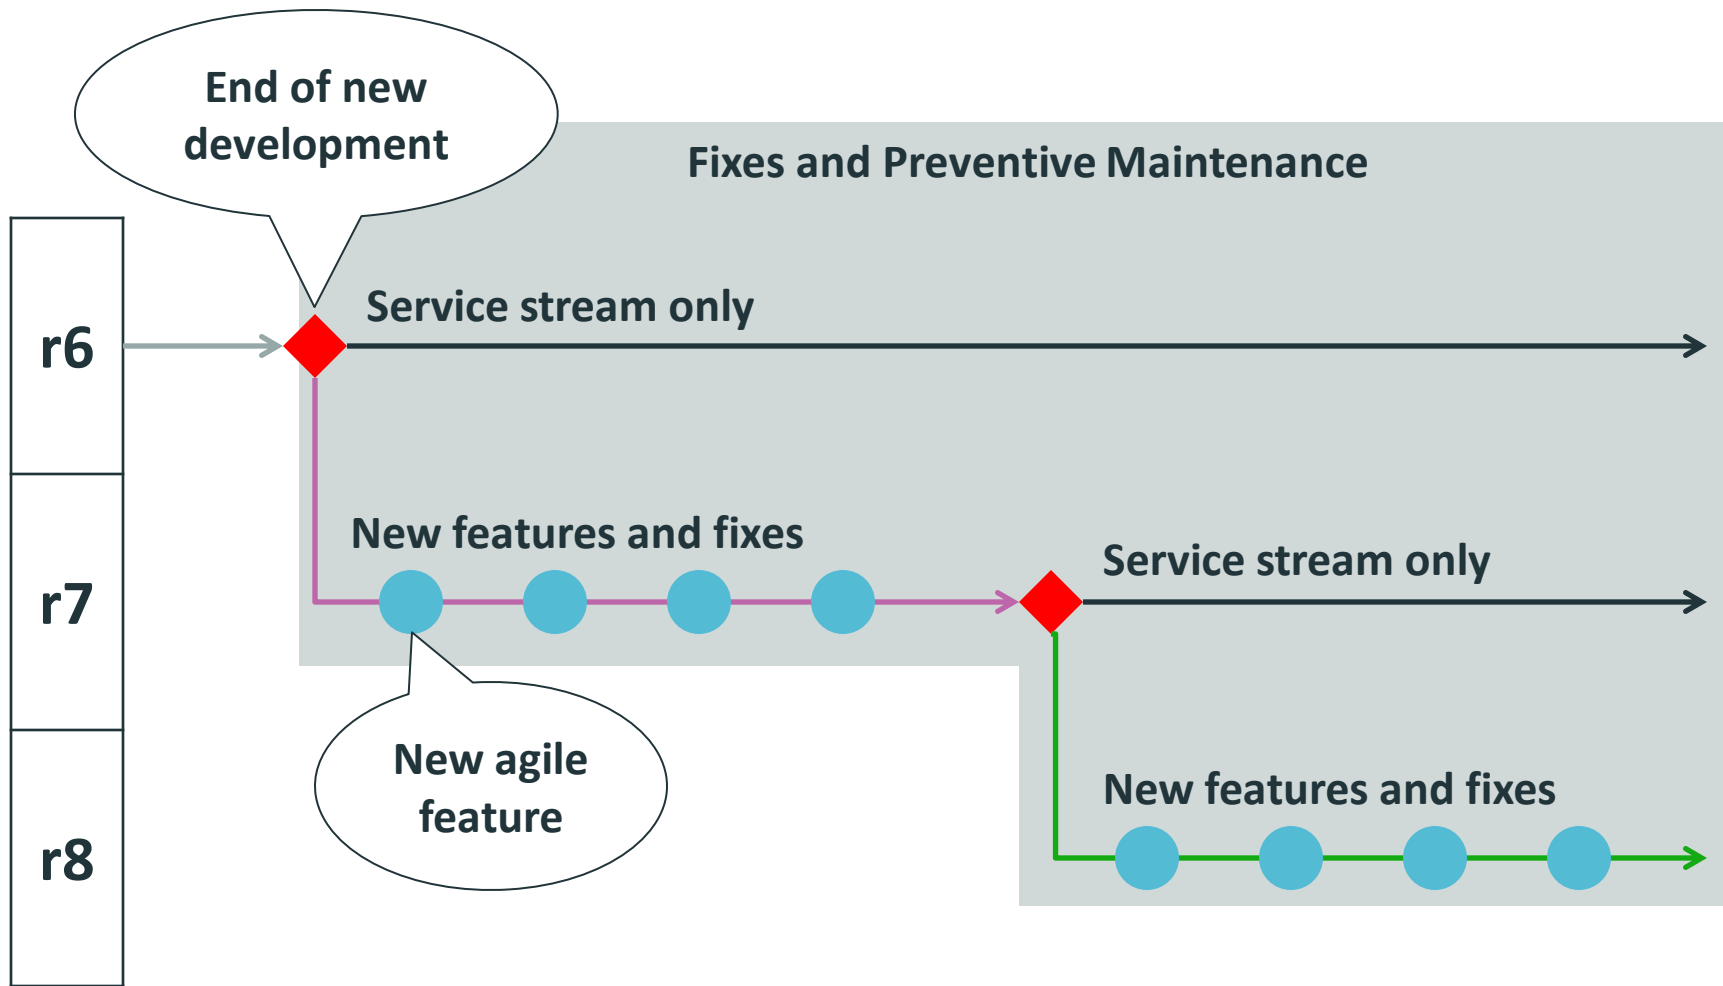 End of new
development
Fixes and Preventive Maintenance
r6
Service stream only
r7
New features and fixes
Service stream only
New agile
feature
r8
New features and fixes